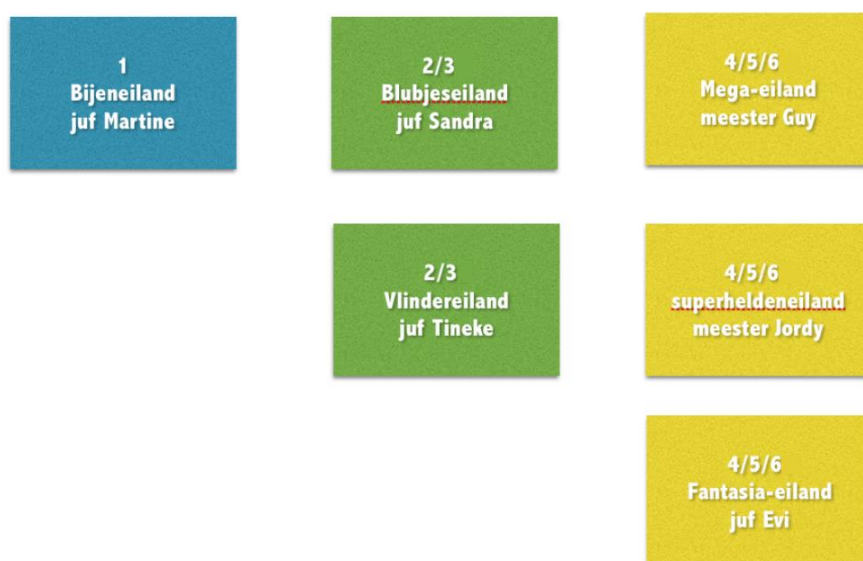 1
Bijeneiland
juf Martine
2/3
Blubjeseiland
juf Sandra
4/5/6
Mega-eiland
meester Guy
2/3
Vlindereiland
juf Tineke
4/5/6
superheldeneiland
meester Jordy
4/5/6
Fantasia-eiland
juf Evi